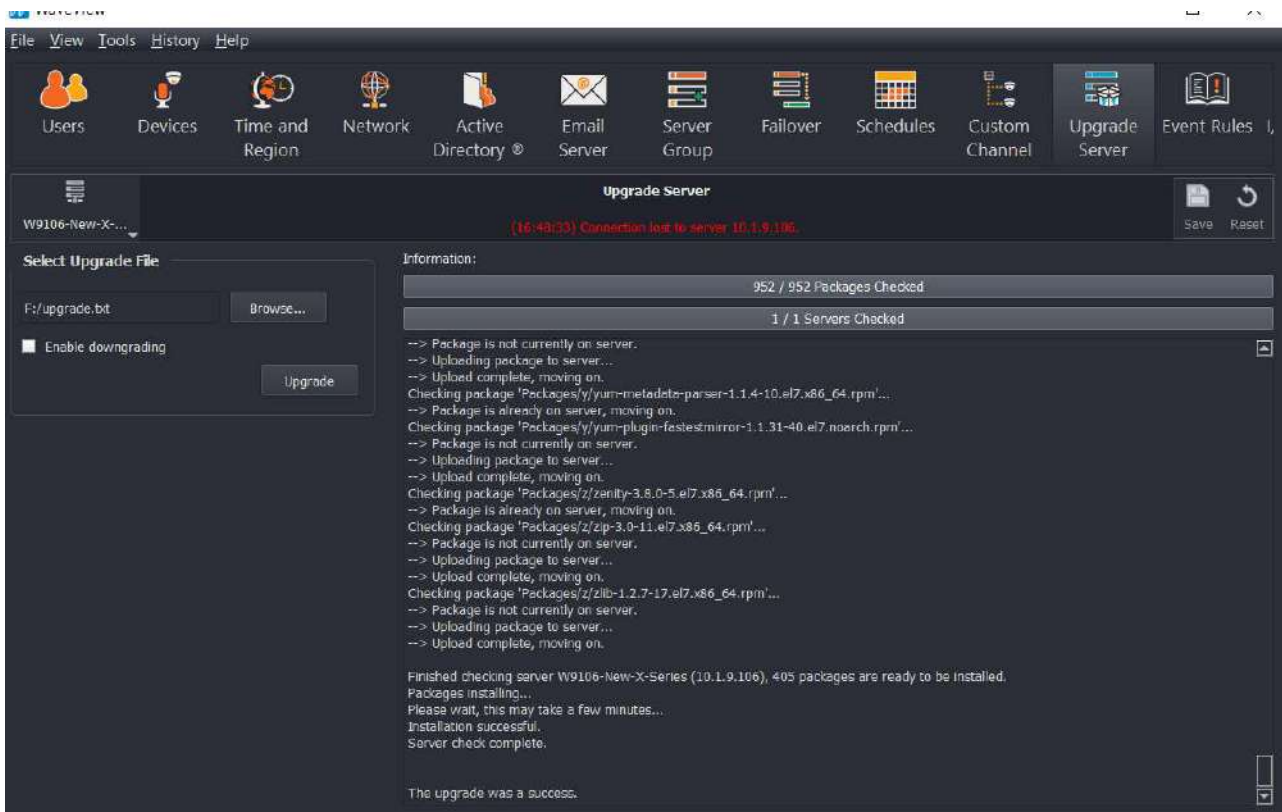 WaveView
File View Tools History Help
Users
Devices
Time and
Region
Network
Active
Directory ®
Email
Server
Server
Group
Failover
Schedules
Custom
Channel
Upgrade
Server
Event Rules
W9106-New-X-...
Upgrade Server
(16:48:33) Connection lost to server 10.1.9.106.
Save Reset
Select Upgrade File
F:/upgrade.txt
Browse...
Enable downgrading
Upgrade
Information:
952 / 952 Packages Checked
1 / 1 Servers Checked
--> Package is not currently on server.
--> Uploading package to server...
--> Upload complete, moving on.
Checking package 'Packages/y/yum-metadata-parser-1.1.4-10.el7.x86_64.rpm'...
--> Package is already on server, moving on.
Checking package 'Packages/y/yum-plugin-fastestmirror-1.1.31-40.el7.noarch.rpm'...
--> Package is not currently on server.
--> Uploading package to server...
--> Upload complete, moving on.
Checking package 'Packages/z/zenity-3.8.0-5.el7.x86_64.rpm'...
--> Package is already on server, moving on.
Checking package 'Packages/z/zip-3.0-11.el7.x86_64.rpm'...
--> Package is not currently on server.
--> Uploading package to server...
--> Upload complete, moving on.
Checking package 'Packages/z/zlib-1.2.7-17.el7.x86_64.rpm'...
--> Package is not currently on server.
--> Uploading package to server...
--> Upload complete, moving on.
Finished checking server W9106-New-X-Series (10.1.9.106), 405 packages are ready to be installed.
Packages installing...
Please wait, this may take a few minutes...
Installation successful.
Server check complete.
The upgrade was a success.